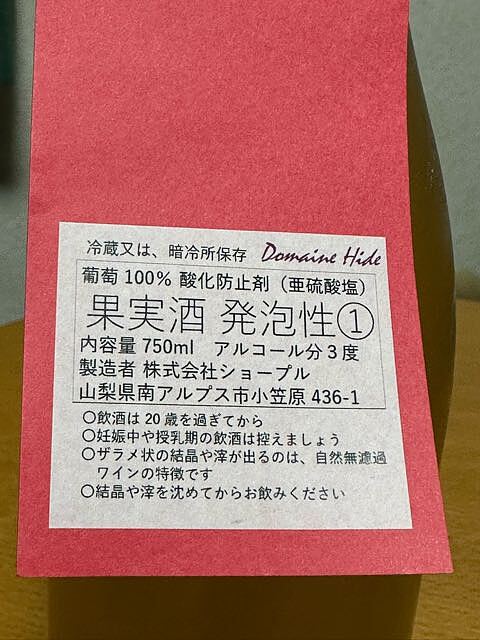 冷蔵又は、暗冷所保存 Domaine Hide
葡萄 100% 酸化防止剤（亜硫酸塩）
果実酒 発泡性①
内容量 750ml アルコール分３度
製造者 株式会社ショープル
山梨県南アルプス市小笠原 436-1
〇飲酒は 20 歳を過ぎてから
〇妊娠中や授乳期の飲酒は控えましょう
〇ザラメ状の結晶や滓が出るのは、自然無濾過
ワインの特徴です
〇結晶や滓を沈めてからお飲みください